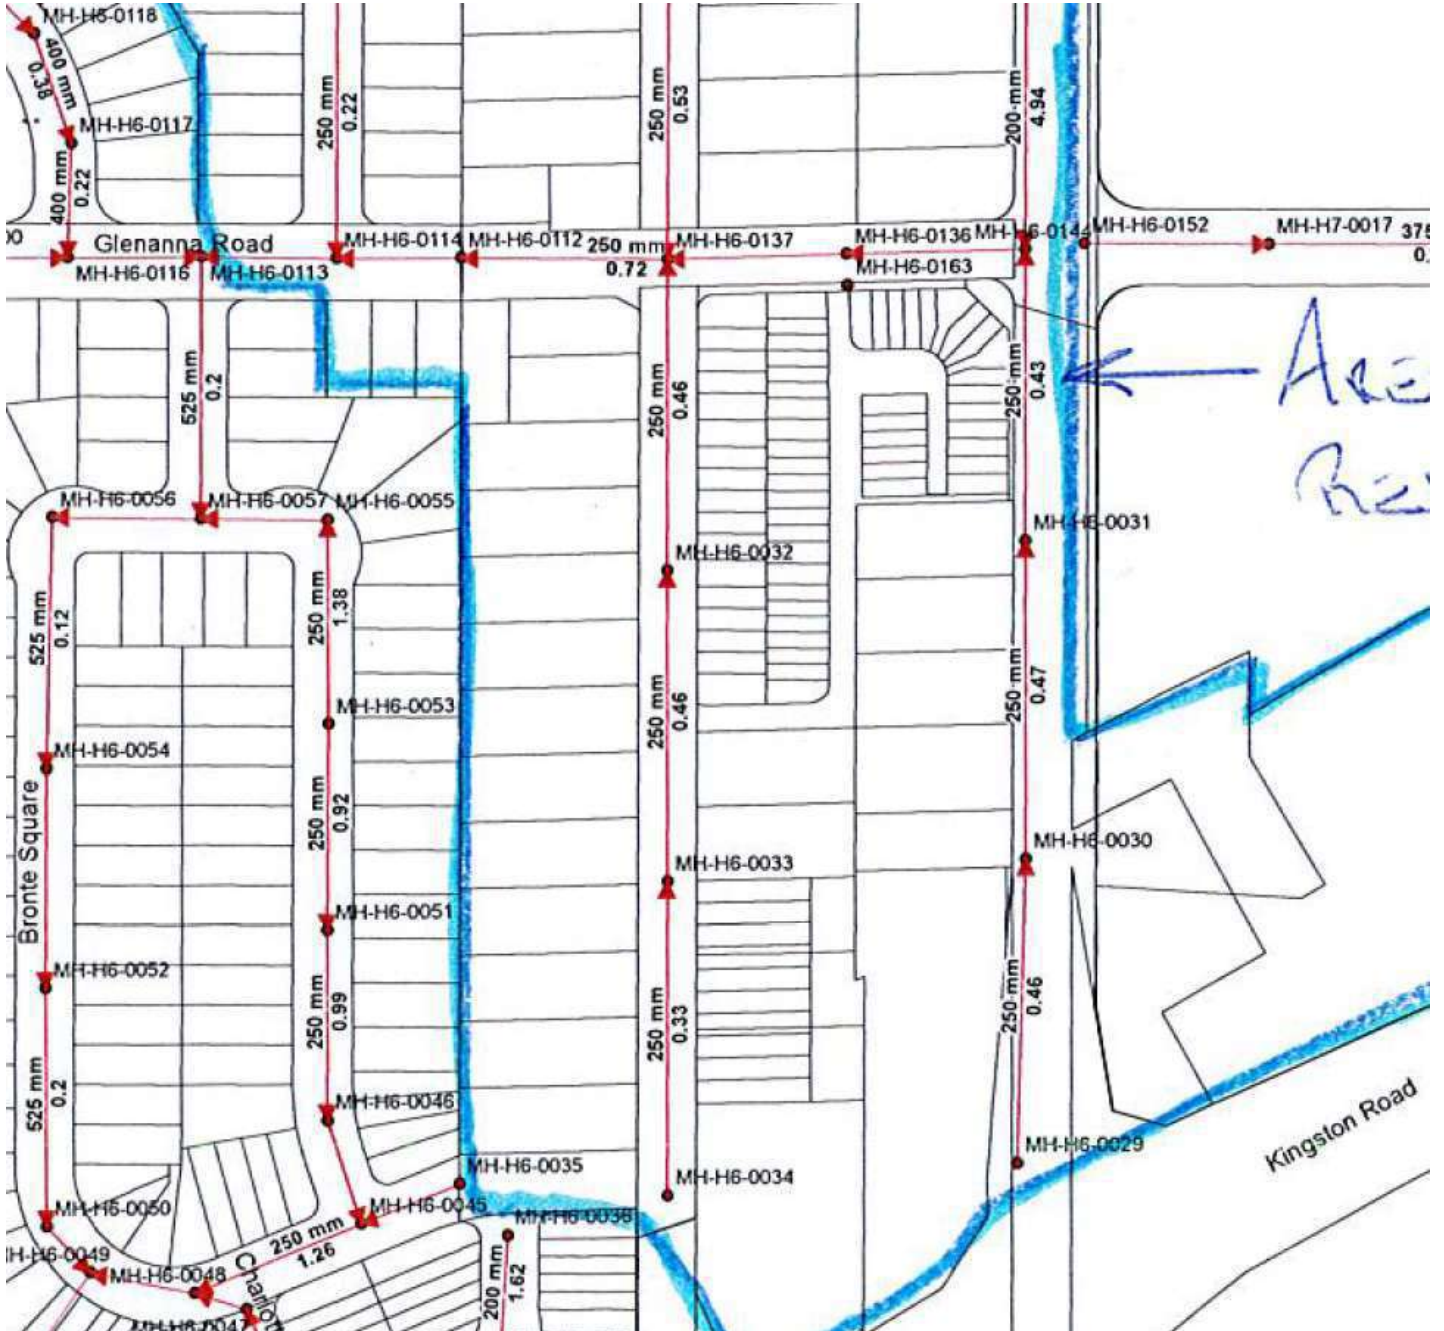 MH-H5-0118
400 mm
0.38
MH-H6-0117
400 mm
0.22
250 mm
0.22
250 mm
0.53
200 mm
4.94
Glenanna Road
MH-H6-0116
MH-H6-0113
MH-H6-0114
MH-H6-0112
250 mm
0.72
MH-H6-0137
MH-H6-0136
MH-H6-0144
MH-H6-0152
MH-H7-0017
375
MH-H6-0163
525 mm
0.2
250 mm
0.46
250 mm
0.43
MH-H6-0056
MH-H6-0057
MH-H6-0055
MH-H6-0031
MH-H6-0032
525 mm
0.12
250 mm
1.38
250 mm
0.46
250 mm
0.47
MH-H6-0053
MH-H6-0054
Bronte Square
250 mm
0.92
MH-H6-0033
MH-H6-0030
MH-H6-0051
MH-H6-0052
525 mm
0.2
250 mm
0.99
250 mm
0.33
250 mm
0.46
MH-H6-0046
Kingston Road
MH-H6-0029
MH-H6-0035
MH-H6-0034
MH-H6-0050
MH-H6-0045
MH-H6-0036
250 mm
1.26
MH-H6-0048
200 mm
1.62
MH-H6-0047